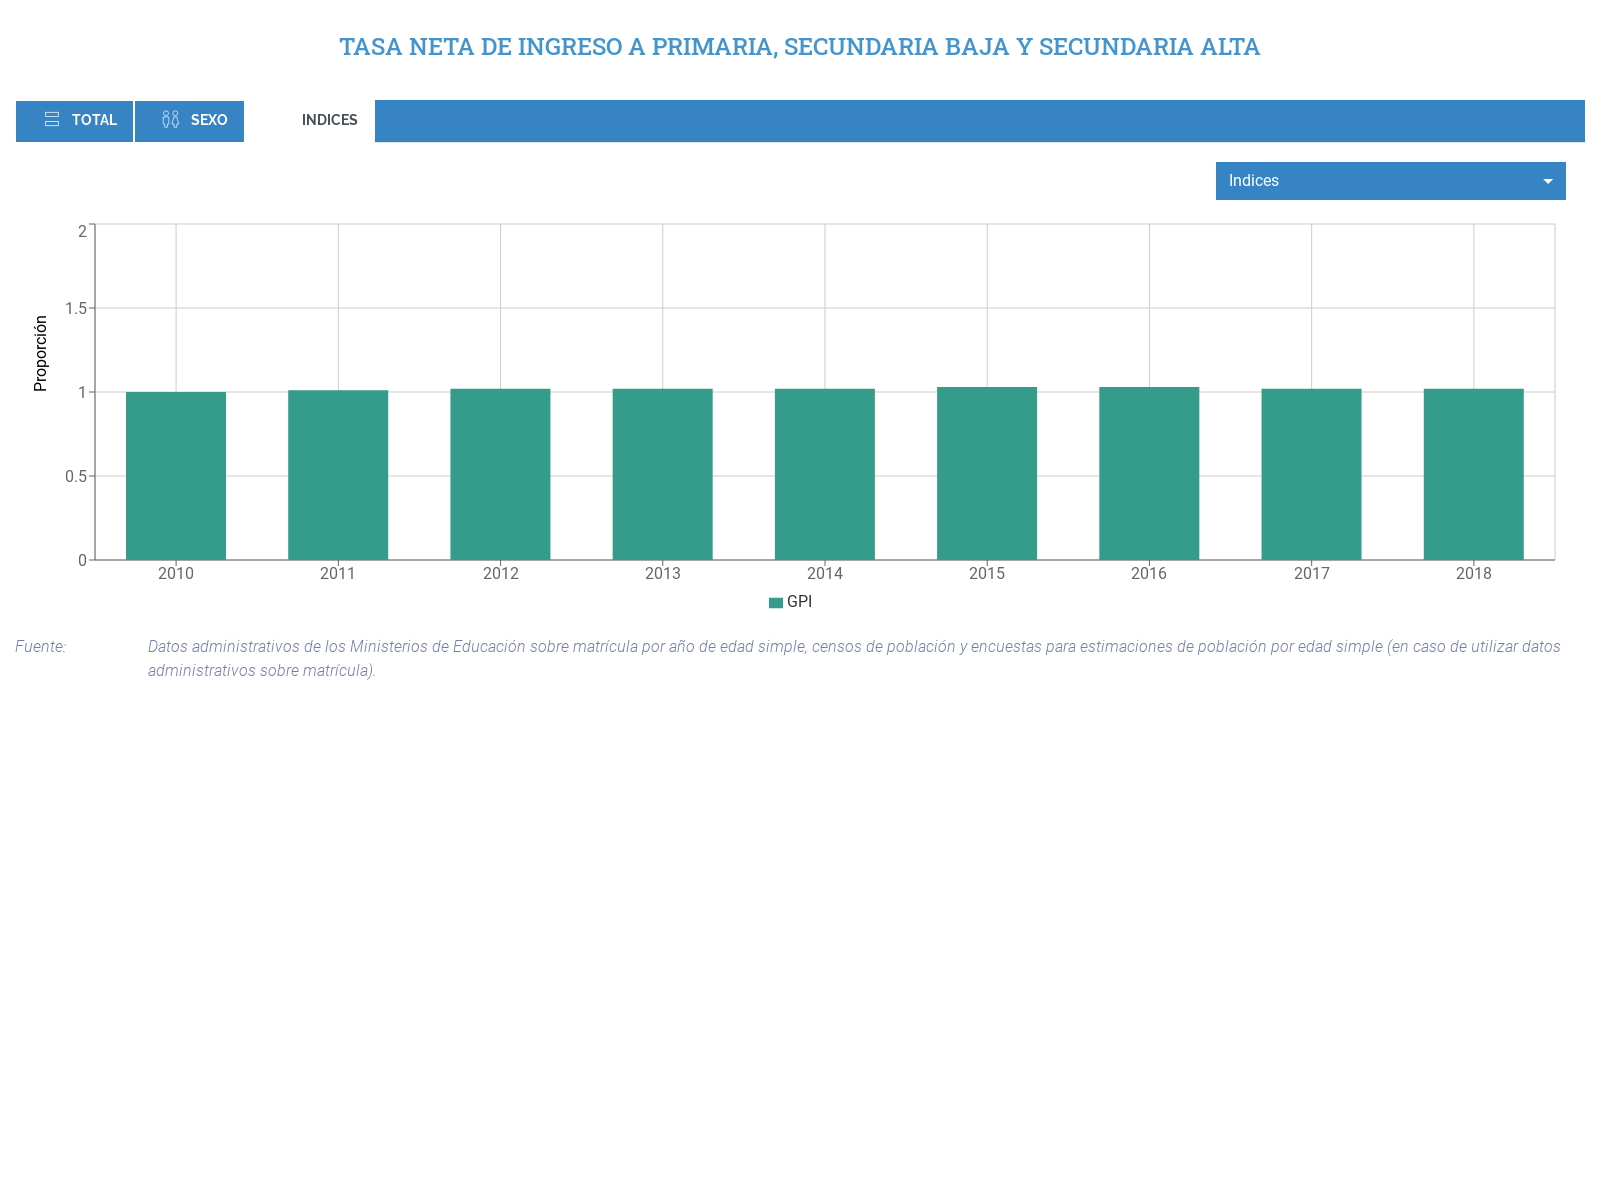 TASA NETA DE INGRESO A PRIMARIA, SECUNDARIA BAJA Y SECUNDARIA ALTA
TOTAL SEXO INDICES
Indices
2
1.5
1
0.5
0
Proporción
2010 2011 2012 2013 2014 2015 2016 2017 2018
GPI
Fuente: Datos administrativos de los Ministerios de Educación sobre matrícula por año de edad simple, censos de población y encuestas para estimaciones de población por edad simple (en caso de utilizar datos
administrativos sobre matrícula).